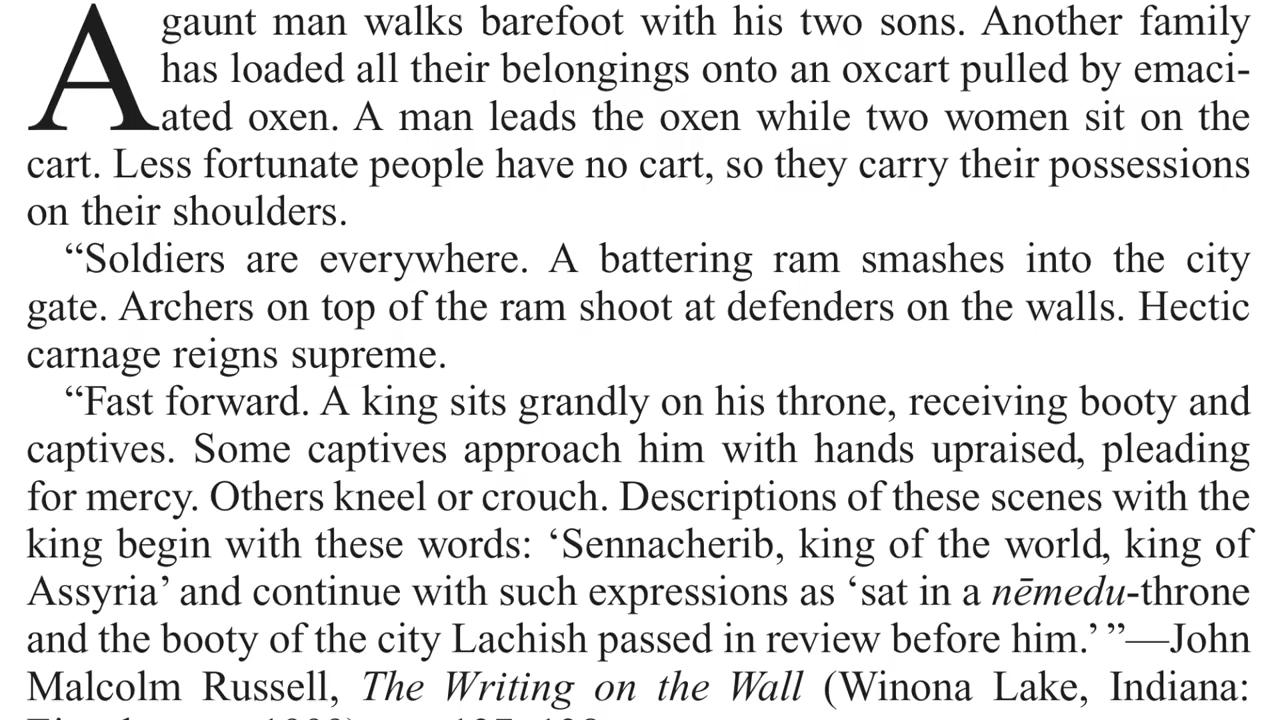 A gaunt man walks barefoot with his two sons. Another family
has loaded all their belongings onto an oxcart pulled by emaci-
ated oxen. A man leads the oxen while two women sit on the
cart. Less fortunate people have no cart, so they carry their possessions
on their shoulders.
“Soldiers are everywhere. A battering ram smashes into the city
gate. Archers on top of the ram shoot at defenders on the walls. Hectic
carnage reigns supreme.
“Fast forward. A king sits grandly on his throne, receiving booty and
captives. Some captives approach him with hands upraised, pleading
for mercy. Others kneel or crouch. Descriptions of these scenes with the
king begin with these words: ‘Sennacherib, king of the world, king of
Assyria’ and continue with such expressions as ‘sat in a nēmedu-throne
and the booty of the city Lachish passed in review before him.’ ”—John
Malcolm Russell, The Writing on the Wall (Winona Lake, Indiana: